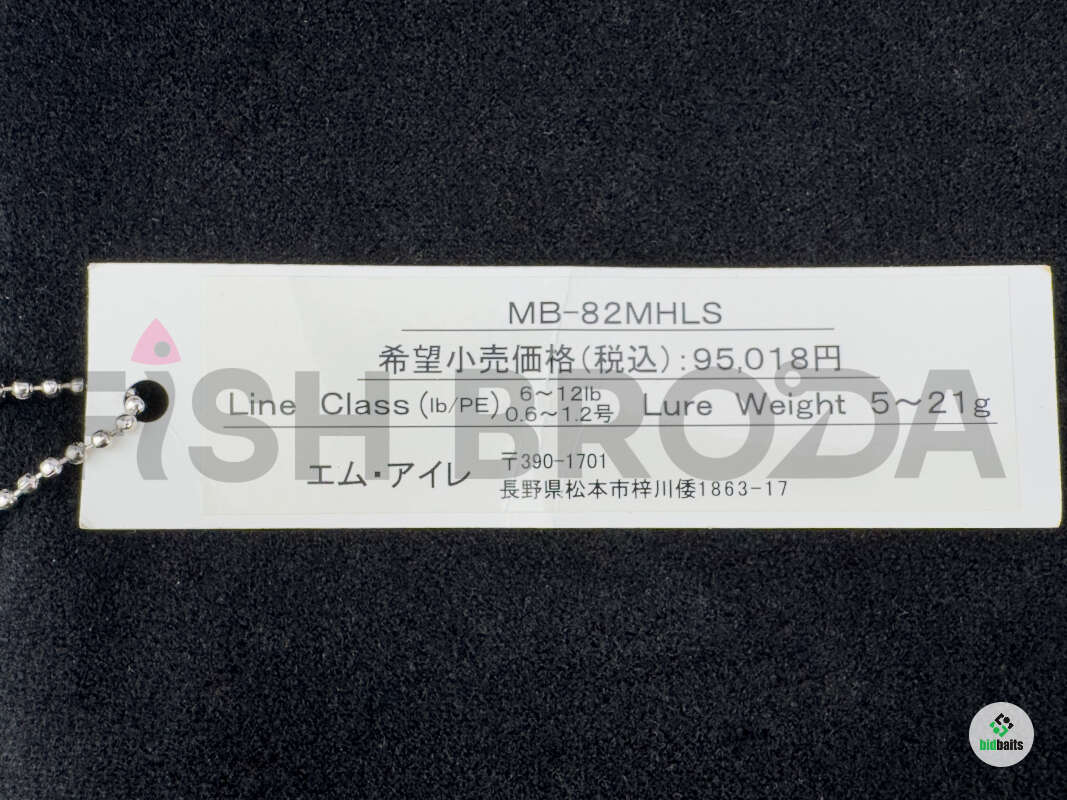 MB-82MHLS
希望小売価格(税込):95,018円
Line Class(lb/PE) 6～12lb 0.6～1.2号 Lure Weight 5～21g
エム・アイレ 〒390-1701
長野県松本市梓川倭1863-17
FISH BRODA
bidbaits